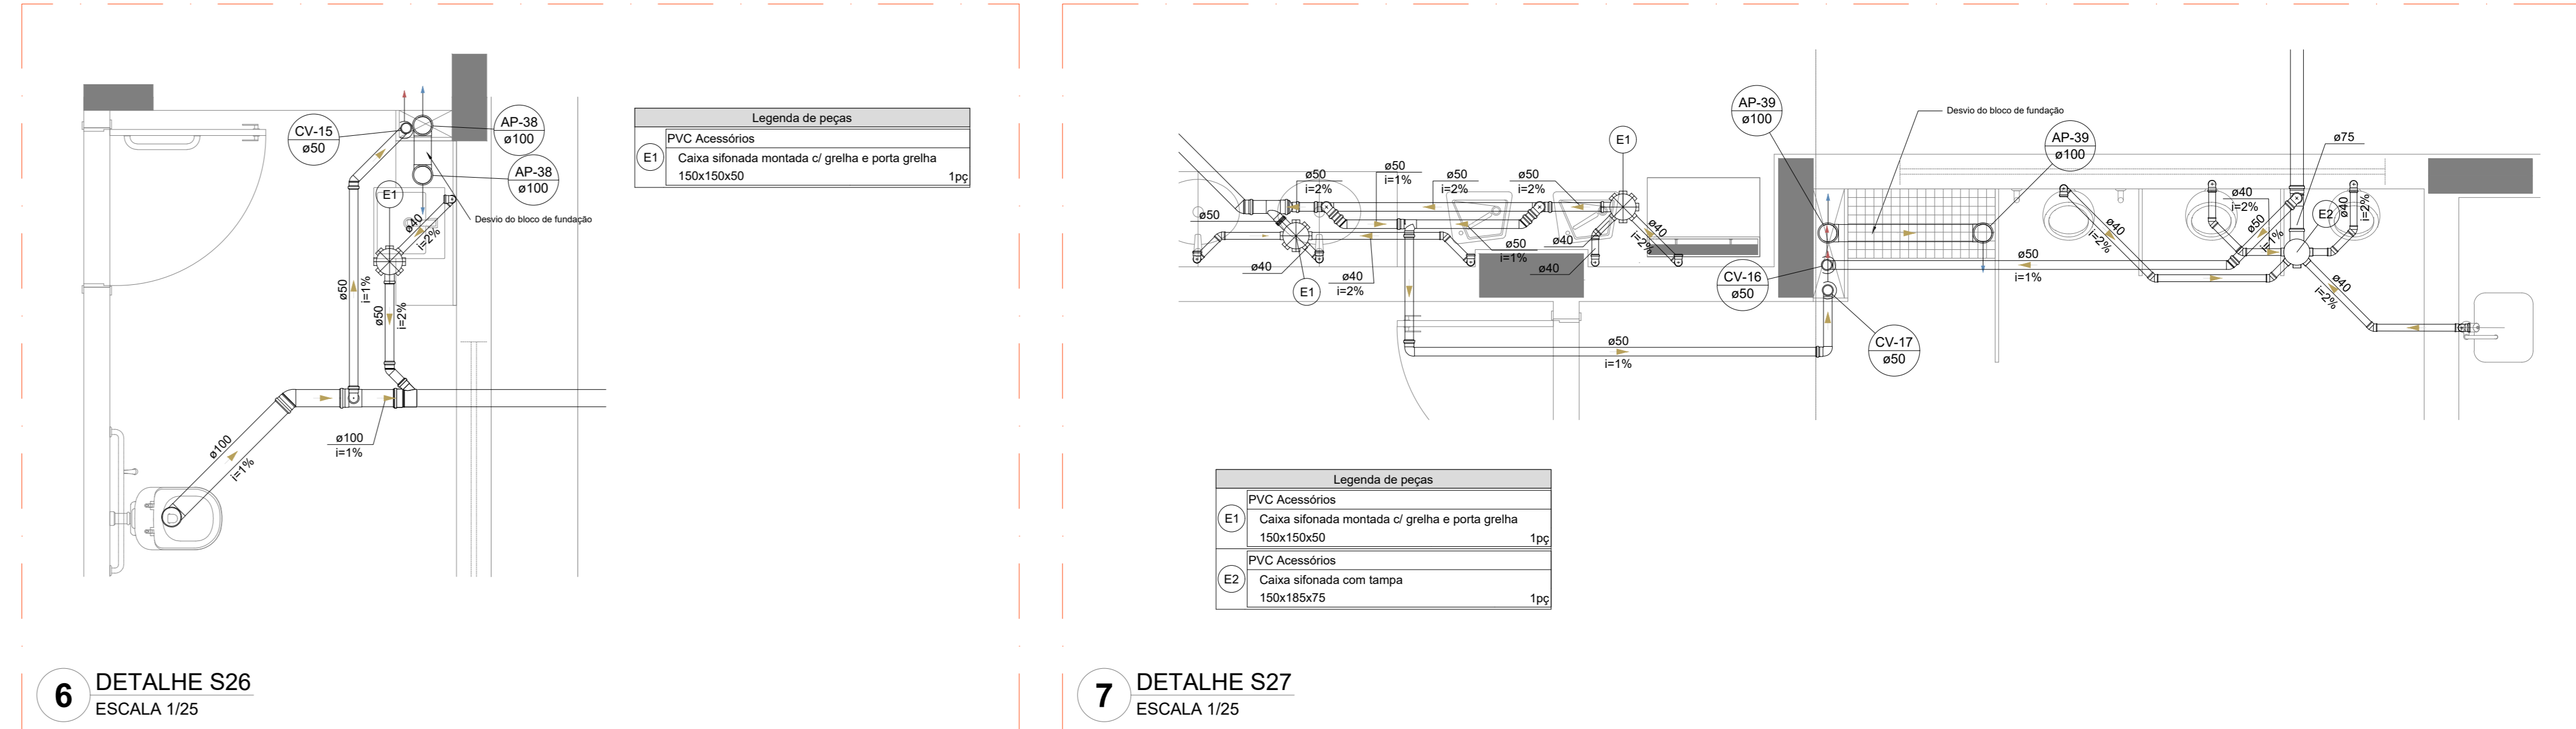 CV-15
ø50
AP-38
ø100
AP-38
ø100
E1
Desvio do bloco de fundação
ø40
i=2%
ø50
i=1%
ø50
i=2%
ø100
i=1%
ø100
i=1%
Legenda de peças
E1
PVC Acessórios
Caixa sifonada montada c/ grelha e porta grelha
150x150x50 1pç
6
DETALHE S26
ESCALA 1/25
AP-39
ø100
Desvio do bloco de fundação
AP-39
ø100
ø75
E1
ø50
i=2%
ø50
i=1%
ø50
i=2%
ø50
i=2%
ø50
ø40
ø40
i=2%
E1
ø50
i=1%
ø40
ø40
ø40
i=2%
CV-16
ø50
CV-17
ø50
ø50
i=1%
ø50
i=1%
ø40
i=2%
ø40
i=2%
ø50
i=1%
E2
ø40
i=2%
ø40
i=2%
Legenda de peças
E1
PVC Acessórios
Caixa sifonada montada c/ grelha e porta grelha
150x150x50 1pç
E2
PVC Acessórios
Caixa sifonada com tampa
150x185x75 1pç
7
DETALHE S27
ESCALA 1/25